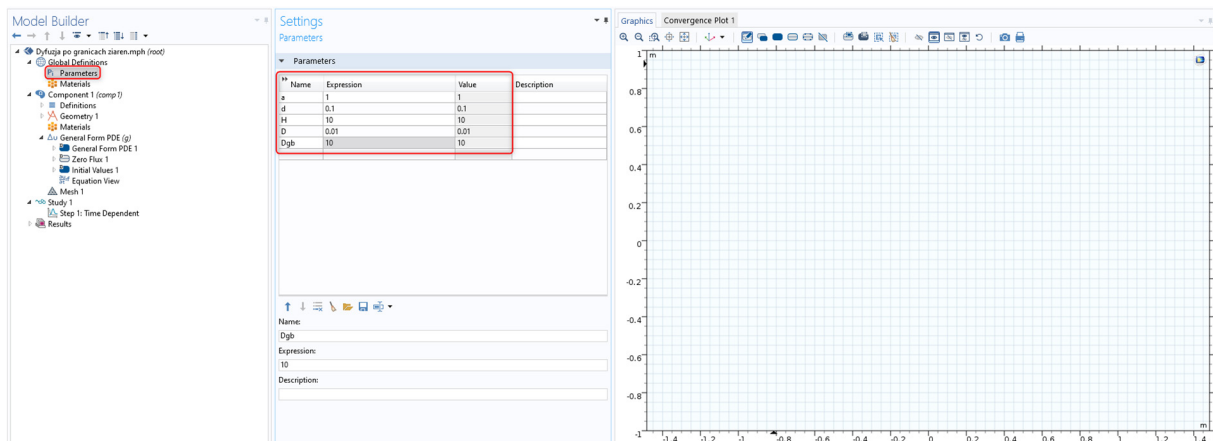 Model Builder
Dyfuzja po granicach ziaren.mph (root)
Global Definitions
Pi Parameters
Materials
Component 1 (comp1)
Definitions
Geometry 1
Materials
Δu General Form PDE (g)
General Form PDE 1
Zero Flux 1
Initial Values 1
Equation View
Mesh 1
Study 1
Step 1: Time Dependent
Results
Settings
Parameters
Parameters
Name Expression Value Description
a 1 1
d 0.1 0.1
H 10 10
D 0.01 0.01
Dgb 10 10
Name:
Dgb
Expression:
10
Description:
Graphics Convergence Plot 1
1 m
0.8
0.6
0.4
0.2
0
-0.2
-0.4
-0.6
-0.8
-1
m
-1.4 -1.2 -1 -0.8 -0.6 -0.4 -0.2 0 0.2 0.4 0.6 0.8 1 1.2 1.4